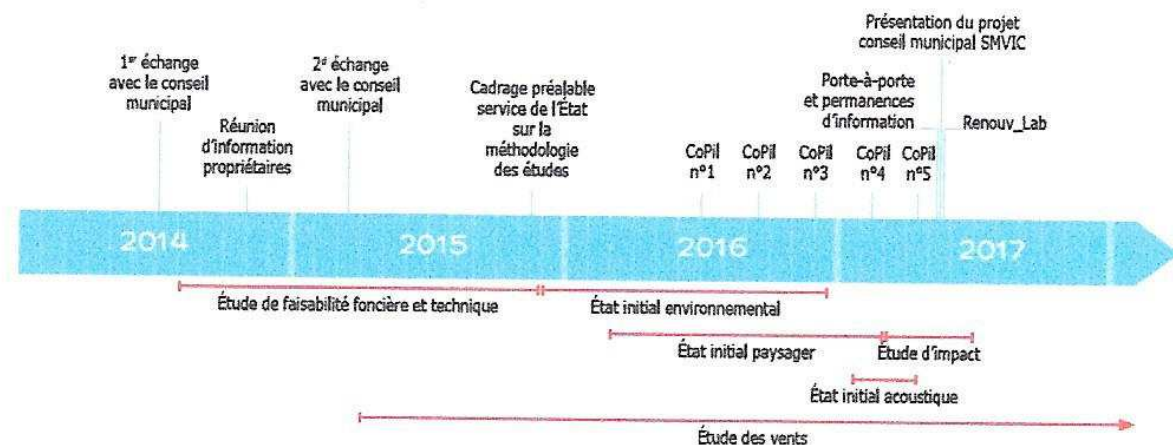 Présentation du projet
conseil municipal SMVIC
1er échange
avec le conseil
municipal
2d échange
avec le conseil
municipal
Cadrage préalable
service de l'État
sur la
méthodologie
des études
Porte-à-porte
et permanences
d'information
Renouv_Lab
Réunion
d'information
propriétaires
CoPil
n°1
CoPil
n°2
CoPil
n°3
CoPil
n°4
CoPil
n°5
2014
2015
2016
2017
Étude de faisabilité foncière et technique
État initial environnemental
État initial paysager
Étude d'impact
État initial acoustique
Étude des vents